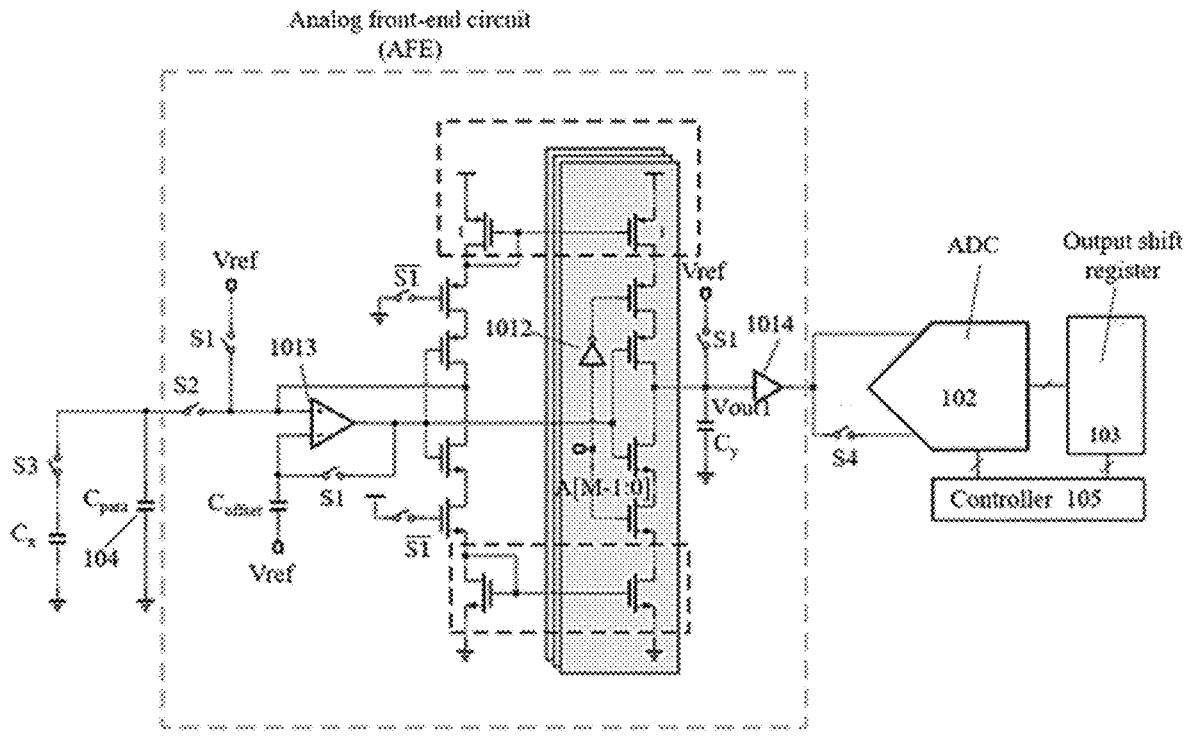 Analog front-end circuit
(AFE)
Vref
S1
S2
1013
S3
Cx
Cpara
104
Coffset
S1
Vref
S1
S1
1012
A[M-1:0]
Vref
S1
1014
Vout1
Cy
S4
ADC
102
Output shift
register
103
Controller 105